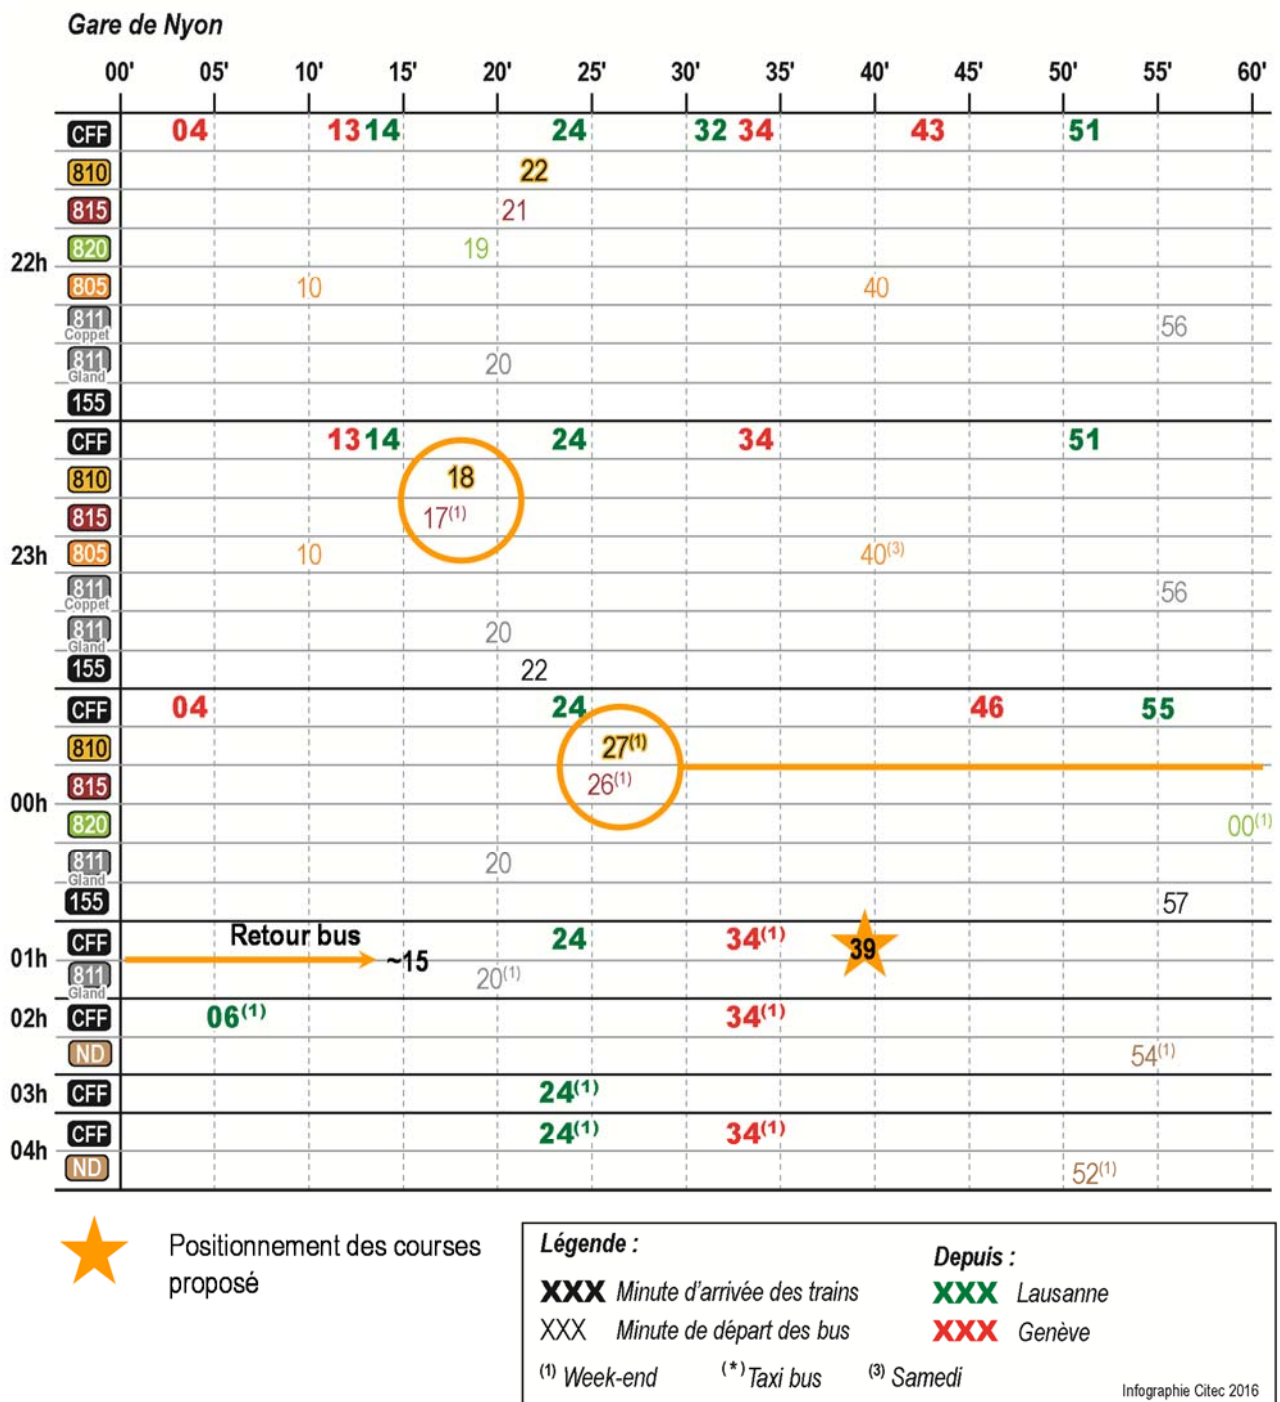 Gare de Nyon
00' 05' 10' 15' 20' 25' 30' 35' 40' 45' 50' 55' 60'
CFF 04 13 14 24 32 34 43 51
810 22
815 21
820 19
22h
805 10 40
811 Coppet 56
811 Gland 20
155
CFF 13 14 24 34 51
810 18
815 17(1)
23h 805 10 40(3)
811 Coppet 56
811 Gland 20
155 22
CFF 04 24 46 55
810 27(1)
815 26(1)
00h
820 00(1)
811 Gland 20
155 57
CFF Retour bus 24 34(1) 39
01h ~15
811 Gland 20(1)
02h CFF 06(1) 34(1)
ND 54(1)
03h CFF 24(1)
CFF 24(1) 34(1)
04h
ND 52(1)
Positionnement des courses
proposé
Légende :
Depuis :
XXX Minute d'arrivée des trains XXX Lausanne
XXX Minute de départ des bus XXX Genève
(1) Week-end (*) Taxi bus (3) Samedi
Infographie Citec 2016